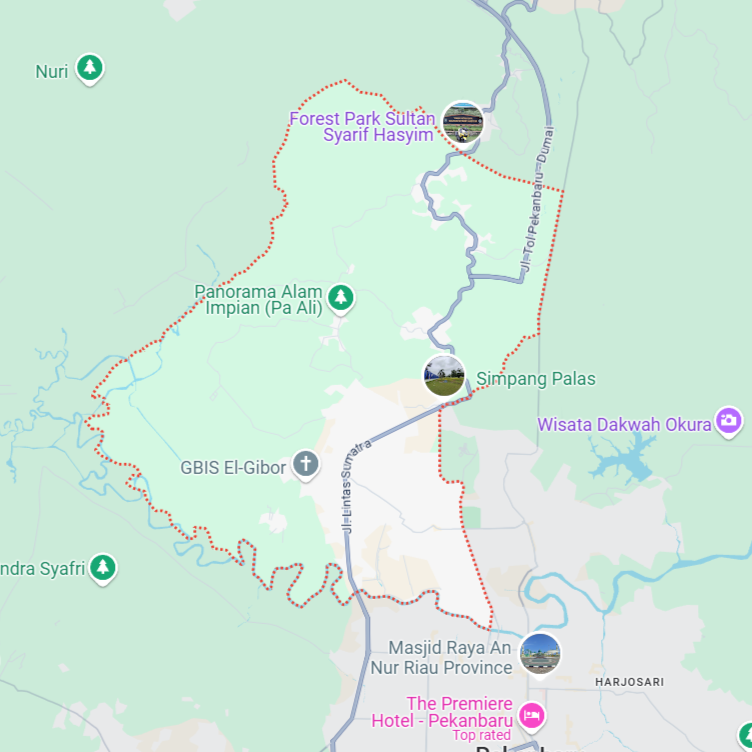 Nuri
Forest Park Sultan
Syarif Hasyim
Jl. Tol Pekanbaru - Dumai
Panorama Alam
Impian (Pa Ali)
Simpang Palas
Wisata Dakwah Okura
GBIS El-Gibor
Jl. Lintas Sumatra
ndra Syafri
Masjid Raya An
Nur Riau Province
HARJOSARI
The Premiere
Hotel - Pekanbaru
Top rated